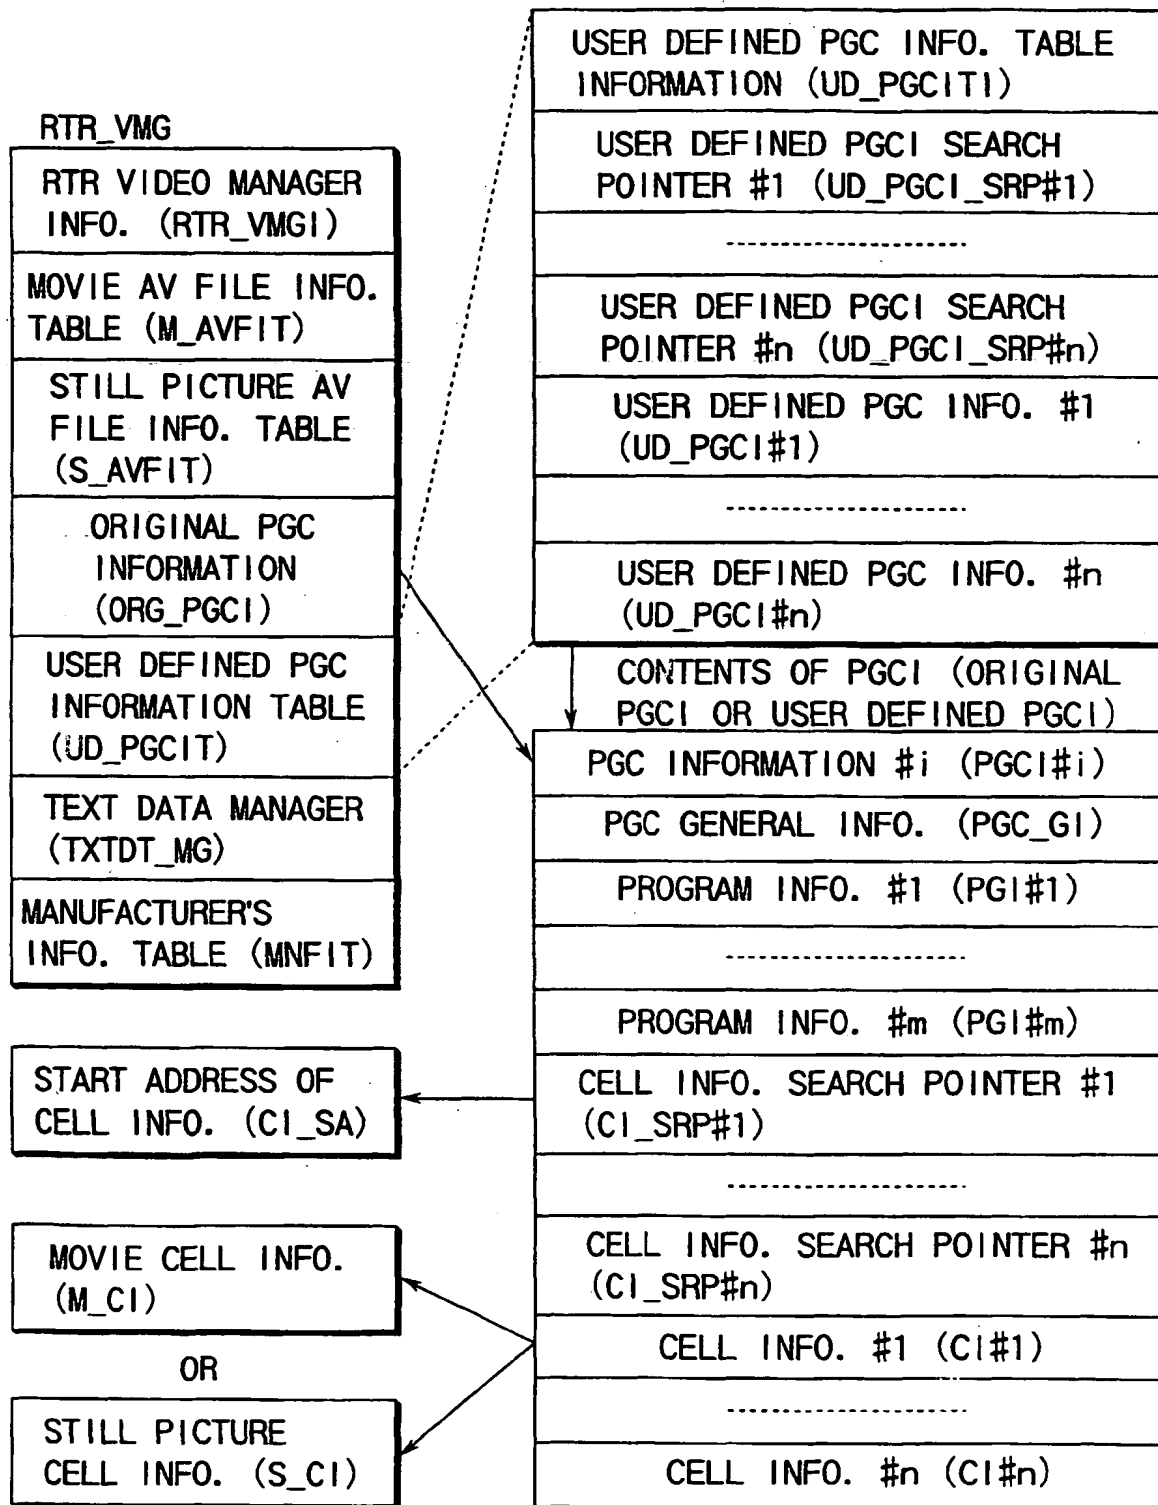 RTR_VMG
RTR VIDEO MANAGER
INFO. (RTR_VMGI)
MOVIE AV FILE INFO.
TABLE (M_AVFIT)
STILL PICTURE AV
FILE INFO. TABLE
(S_AVFIT)
ORIGINAL PGC
INFORMATION
(ORG_PGCI)
USER DEFINED PGC
INFORMATION TABLE
(UD_PGCIT)
TEXT DATA MANAGER
(TXTDT_MG)
MANUFACTURER'S
INFO. TABLE (MNFIT)
START ADDRESS OF
CELL INFO. (CI_SA)
MOVIE CELL INFO.
(M_CI)
OR
STILL PICTURE
CELL INFO. (S_CI)
USER DEFINED PGC INFO. TABLE
INFORMATION (UD_PGCITI)
USER DEFINED PGCI SEARCH
POINTER #1 (UD_PGCI_SRP#1)
USER DEFINED PGCI SEARCH
POINTER #n (UD_PGCI_SRP#n)
USER DEFINED PGC INFO. #1
(UD_PGCI#1)
USER DEFINED PGC INFO. #n
(UD_PGCI#n)
CONTENTS OF PGCI (ORIGINAL
PGCI OR USER DEFINED PGCI)
PGC INFORMATION #i (PGCI#i)
PGC GENERAL INFO. (PGC_GI)
PROGRAM INFO. #1 (PGI#1)
PROGRAM INFO. #m (PGI#m)
CELL INFO. SEARCH POINTER #1
(CI_SRP#1)
CELL INFO. SEARCH POINTER #n
(CI_SRP#n)
CELL INFO. #1 (CI#1)
CELL INFO. #n (CI#n)